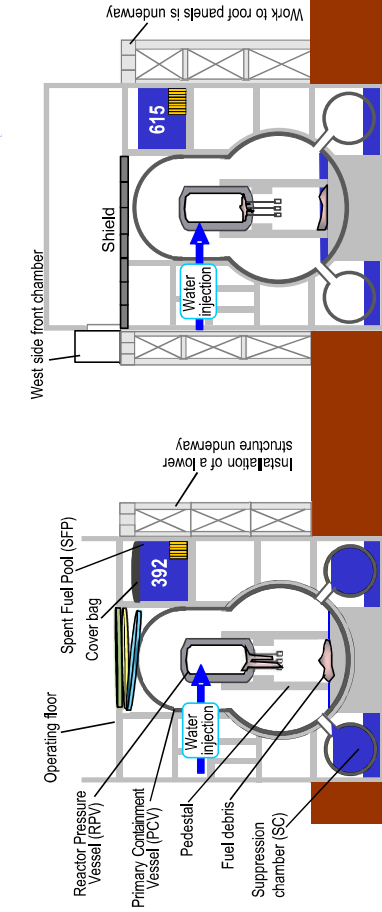 Operating floor
Spent Fuel Pool (SFP)
Cover bag
392
Reactor Pressure
Vessel (RPV)
Primary Containment
Vessel (PCV)
Water
injection
Pedestal
Fuel debris
Suppression
chamber (SC)
Installation of a lower
structure underway
West side front chamber
Shield
615
Water
injection
Work to roof panels is underway